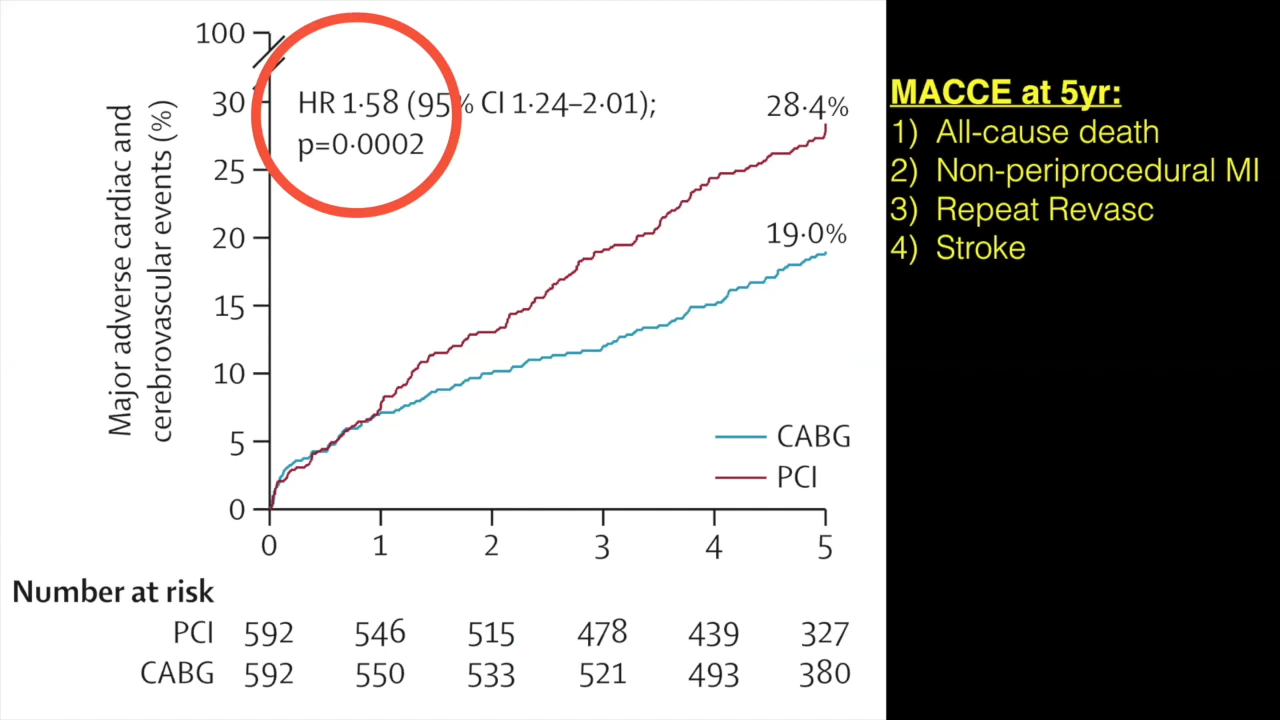 100
30
25
20
15
10
5
0
Major adverse cardiac and
cerebrovascular events (%)
HR 1·58 (95% CI 1·24–2·01);
p=0·0002
28·4%
19·0%
CABG
PCI
0 1 2 3 4 5
Number at risk
PCI 592 546 515 478 439 327
CABG 592 550 533 521 493 380
MACCE at 5yr:
1) All-cause death
2) Non-periprocedural MI
3) Repeat Revasc
4) Stroke